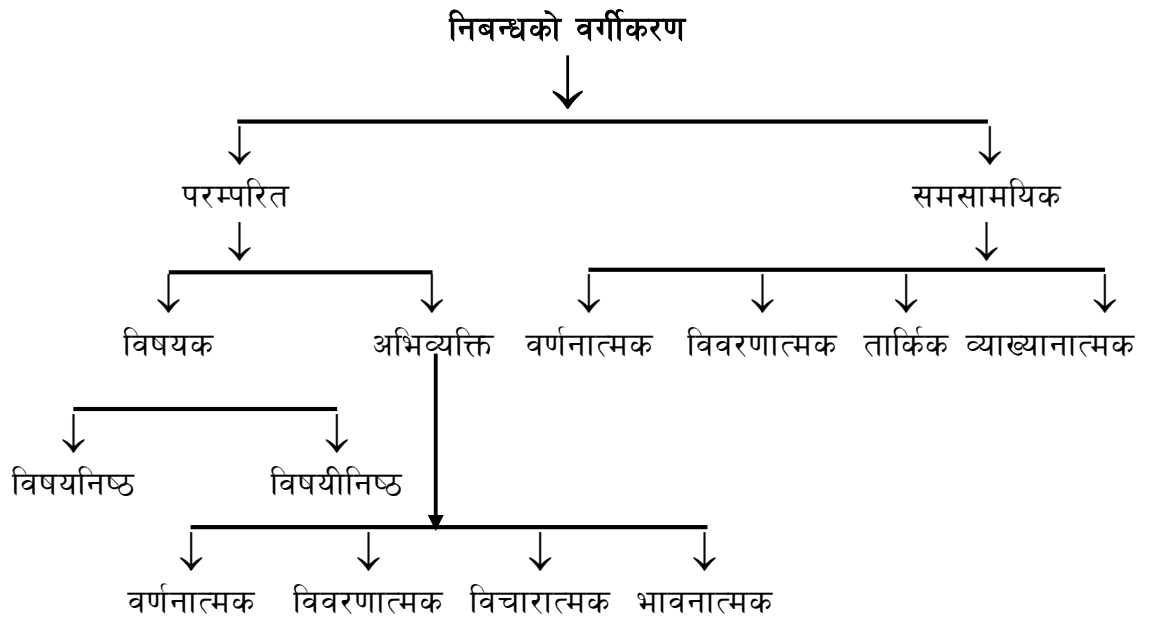 निबन्धको वर्गीकरण
परम्परित समसामयिक
विषयक अभिव्यक्ति वर्णनात्मक विवरणात्मक तार्किक व्याख्यानात्मक
विषयनिष्ठ विषयीनिष्ठ
वर्णनात्मक विवरणात्मक विचारात्मक भावनात्मक